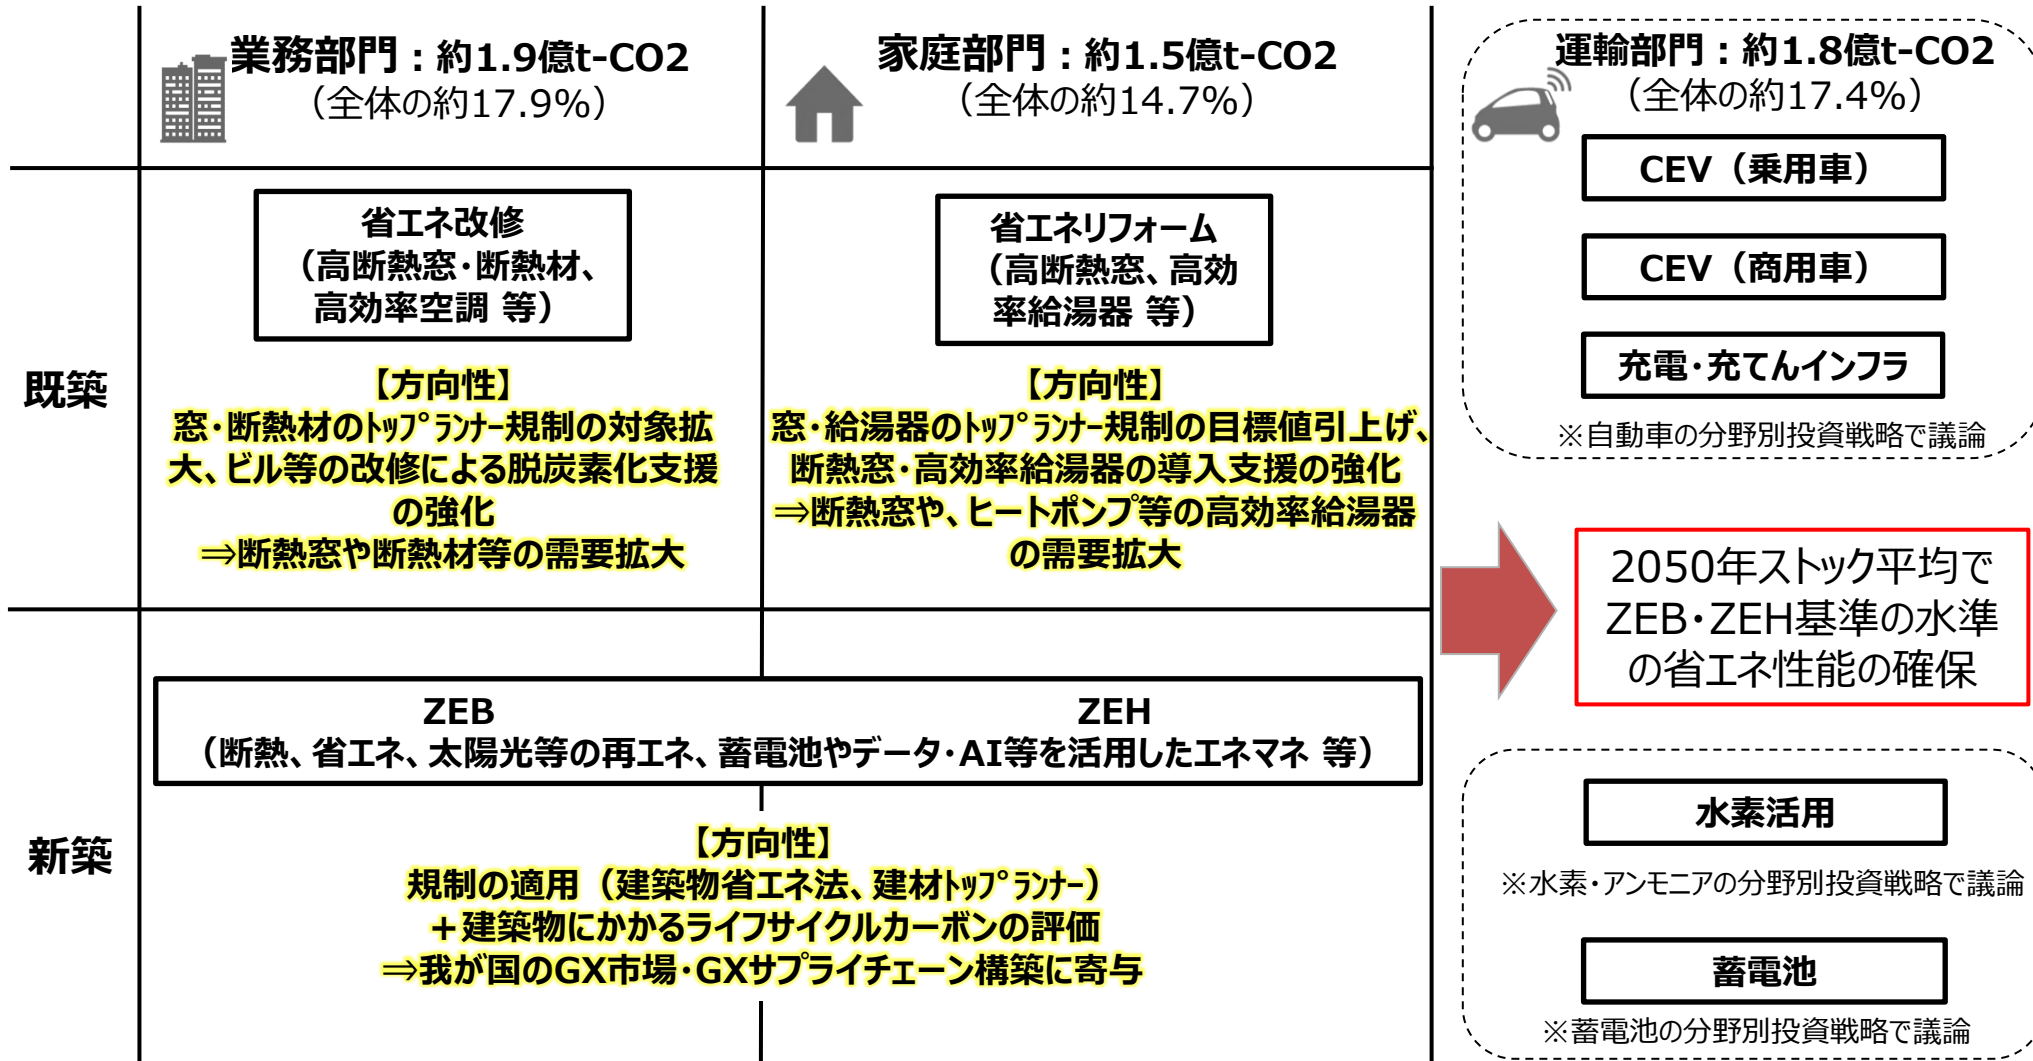 業務部門：約1.9億t-CO2
（全体の約17.9%）
家庭部門：約1.5億t-CO2
（全体の約14.7%）
運輸部門：約1.8億t-CO2
（全体の約17.4%）
CEV（乗用車）
CEV（商用車）
充電・充てんインフラ
※自動車の分野別投資戦略で議論
既築
省エネ改修
（高断熱窓・断熱材、
高効率空調 等）
【方向性】
窓・断熱材のﾄｯﾌﾟﾗﾝﾅｰ規制の対象拡
大、ビル等の改修による脱炭素化支援
の強化
⇒断熱窓や断熱材等の需要拡大
省エネリフォーム
（高断熱窓、高効
率給湯器 等）
【方向性】
窓・給湯器のﾄｯﾌﾟﾗﾝﾅｰ規制の目標値引上げ、
断熱窓・高効率給湯器の導入支援の強化
⇒断熱窓や、ヒートポンプ等の高効率給湯器
の需要拡大
2050年ストック平均で
ZEB・ZEH基準の水準
の省エネ性能の確保
新築
ZEB ZEH
（断熱、省エネ、太陽光等の再エネ、蓄電池やデータ・AI等を活用したエネマネ 等）
【方向性】
規制の適用（建築物省エネ法、建材ﾄｯﾌﾟﾗﾝﾅｰ）
＋建築物にかかるライフサイクルカーボンの評価
⇒我が国のGX市場・GXサプライチェーン構築に寄与
水素活用
※水素・アンモニアの分野別投資戦略で議論
蓄電池
※蓄電池の分野別投資戦略で議論